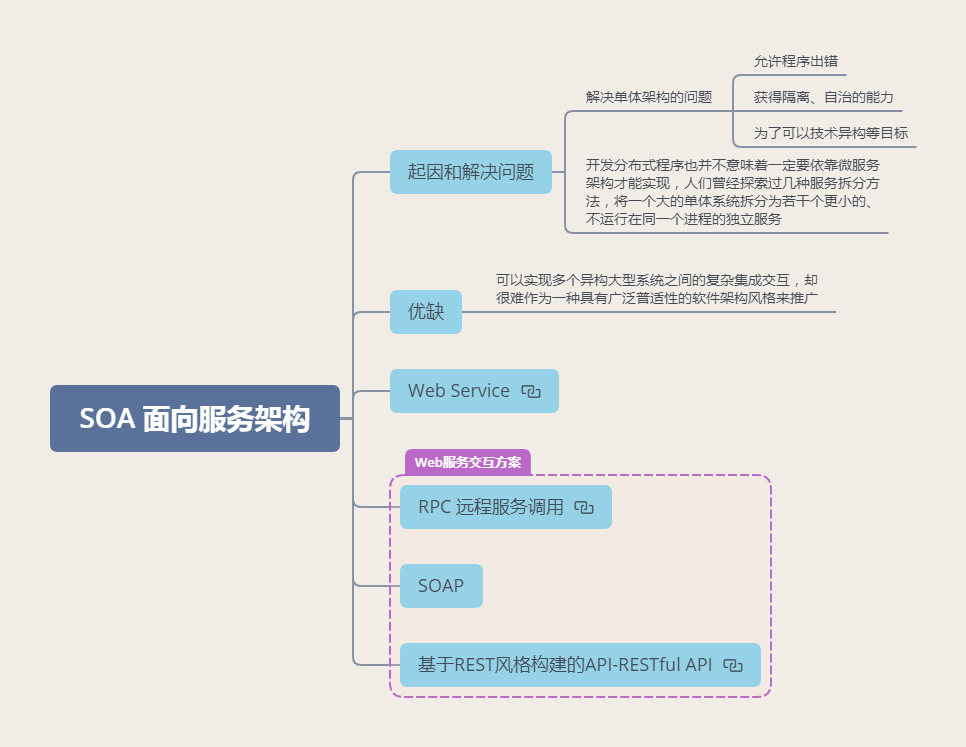 允许程序出错
解决单体架构的问题
获得隔离、自治的能力
为了可以技术异构等目标
起因和解决问题
开发分布式程序也并不意味着一定要依靠微服务
架构才能实现，人们曾经探索过几种服务拆分方
法，将一个大的单体系统拆分为若干个更小的、
不运行在同一个进程的独立服务
优缺
可以实现多个异构大型系统之间的复杂集成交互，却
很难作为一种具有广泛普适性的软件架构风格来推广
Web Service
SOA 面向服务架构
Web服务交互方案
RPC 远程服务调用
SOAP
基于REST风格构建的API-RESTful API